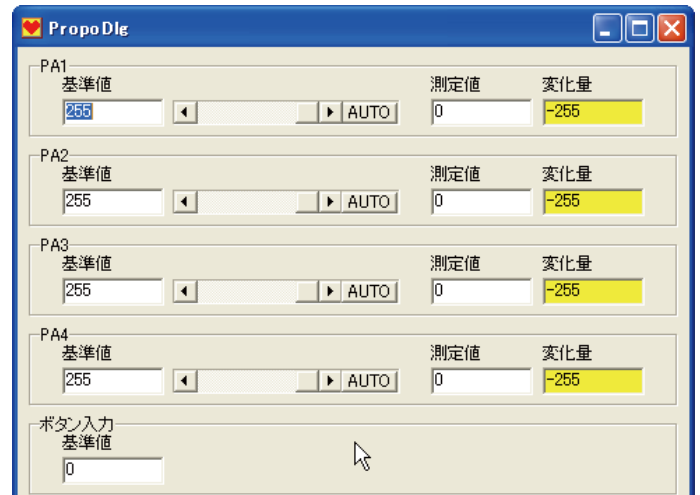 PropoDlg
PA1
基準値 測定値 変化量
255 AUTO 0 -255
PA2
基準値 測定値 変化量
255 AUTO 0 -255
PA3
基準値 測定値 変化量
255 AUTO 0 -255
PA4
基準値 測定値 変化量
255 AUTO 0 -255
ボタン入力
基準値
0